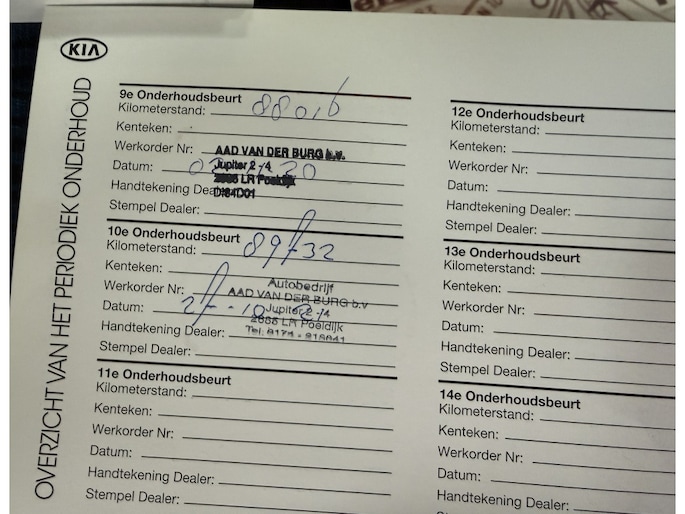 KIA
OVERZICHT VAN HET PERIODIEK ONDERHOUD
9e Onderhoudsbeurt
Kilometerstand: 88016
Kenteken:
Werkorder Nr: AAD VAN DER BURG b.v.
Datum: Jupiter 2-4
2685 LR Poeldijk
Handtekening Dealer:
Stempel Dealer:
10e Onderhoudsbeurt
Kilometerstand:
Kenteken:
Autobedrijf
Werkorder Nr: AAD VAN DER BURG b.v
Datum: Jupiter 2-4
2685 LR Poeldijk
Handtekening Dealer: Tel: 0174 -
Stempel Dealer:
11e Onderhoudsbeurt
Kilometerstand:
Kenteken:
Werkorder Nr:
Datum:
Handtekening Dealer:
Stempel Dealer:
12e Onderhoudsbeurt
Kilometerstand:
Kenteken:
Werkorder Nr:
Datum:
Handtekening Dealer:
Stempel Dealer:
13e Onderhoudsbeurt
Kilometerstand:
Kenteken:
Werkorder Nr:
Datum:
Handtekening Dealer:
Stempel Dealer:
14e Onderhoudsbeurt
Kilometerstand:
Kenteken:
Werkorder Nr:
Datum:
Handtekening Dealer:
Stempel Dealer: